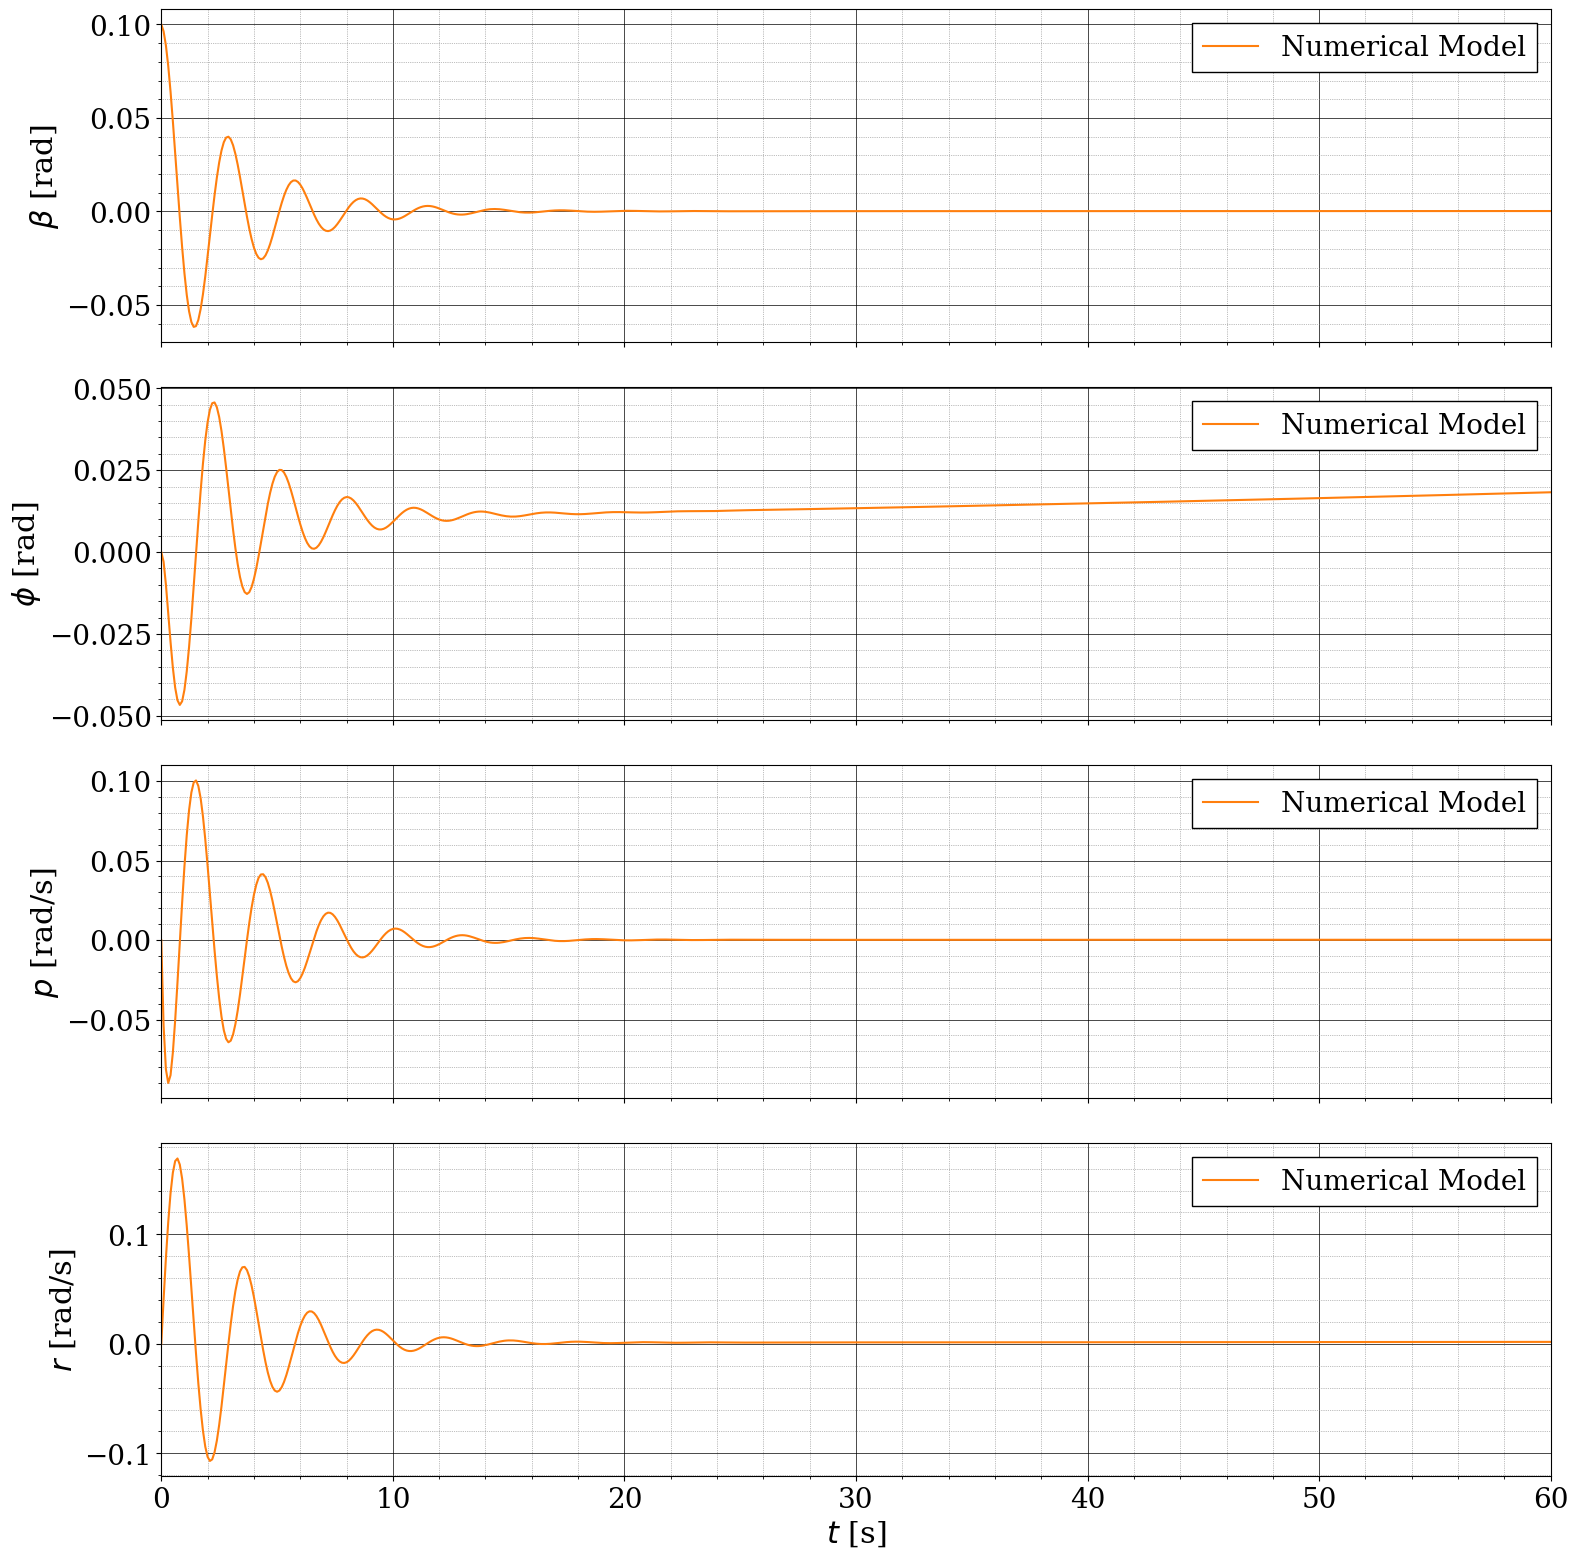 0.10
0.05
0.00
−0.05
β [rad]
Numerical Model
0.050
0.025
0.000
−0.025
−0.050
ϕ [rad]
Numerical Model
0.10
0.05
0.00
−0.05
p [rad/s]
Numerical Model
0.1
0.0
−0.1
r [rad/s]
Numerical Model
0 10 20 30 40 50 60
t [s]